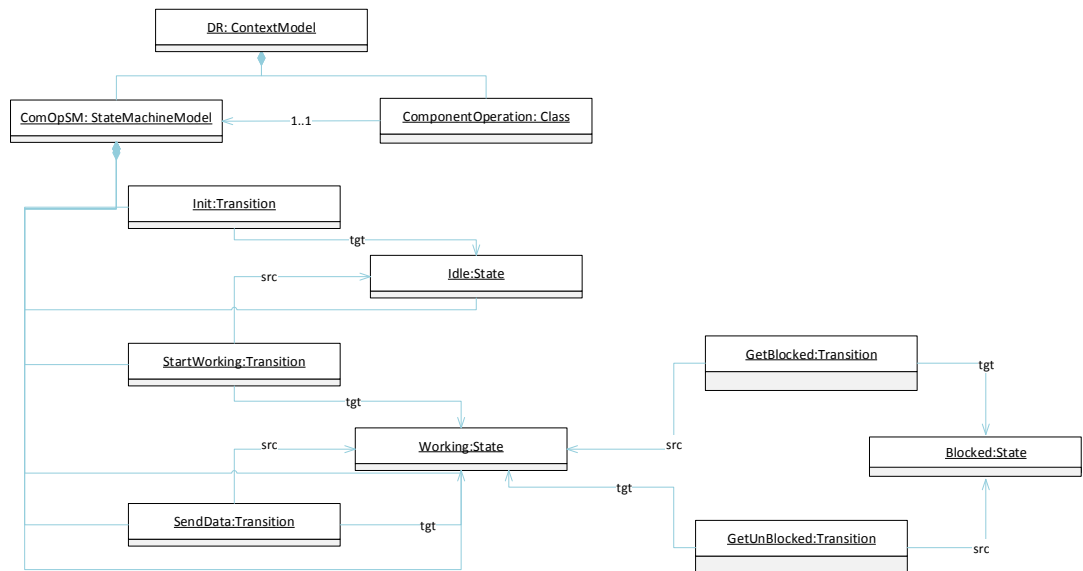 DR: ContextModel
ComOpSM: StateMachineModel
1..1
ComponentOperation: Class
Init:Transition
tgt
Idle:State
src
StartWorking:Transition
tgt
GetBlocked:Transition
tgt
src
Working:State
src
Blocked:State
tgt
SendData:Transition
tgt
GetUnBlocked:Transition
src